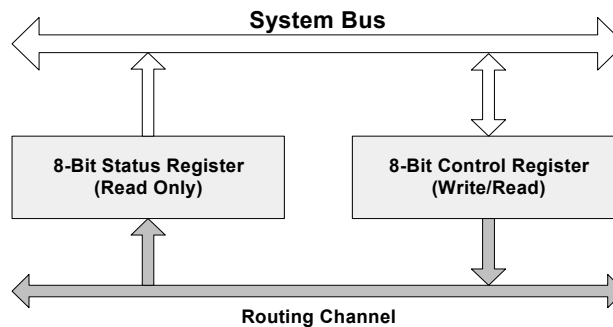 System Bus
8-Bit Status Register
(Read Only)
8-Bit Control Register
(Write/Read)
Routing Channel